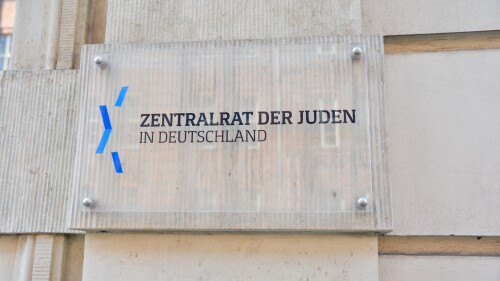 ZENTRALRAT DER JUDEN
IN DEUTSCHLAND